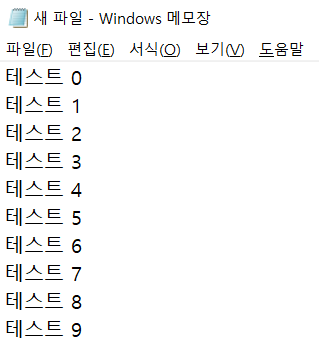 새 파일 - Windows 메모장
파일(F) 편집(E) 서식(O) 보기(V) 도움말
테스트 0
테스트 1
테스트 2
테스트 3
테스트 4
테스트 5
테스트 6
테스트 7
테스트 8
테스트 9